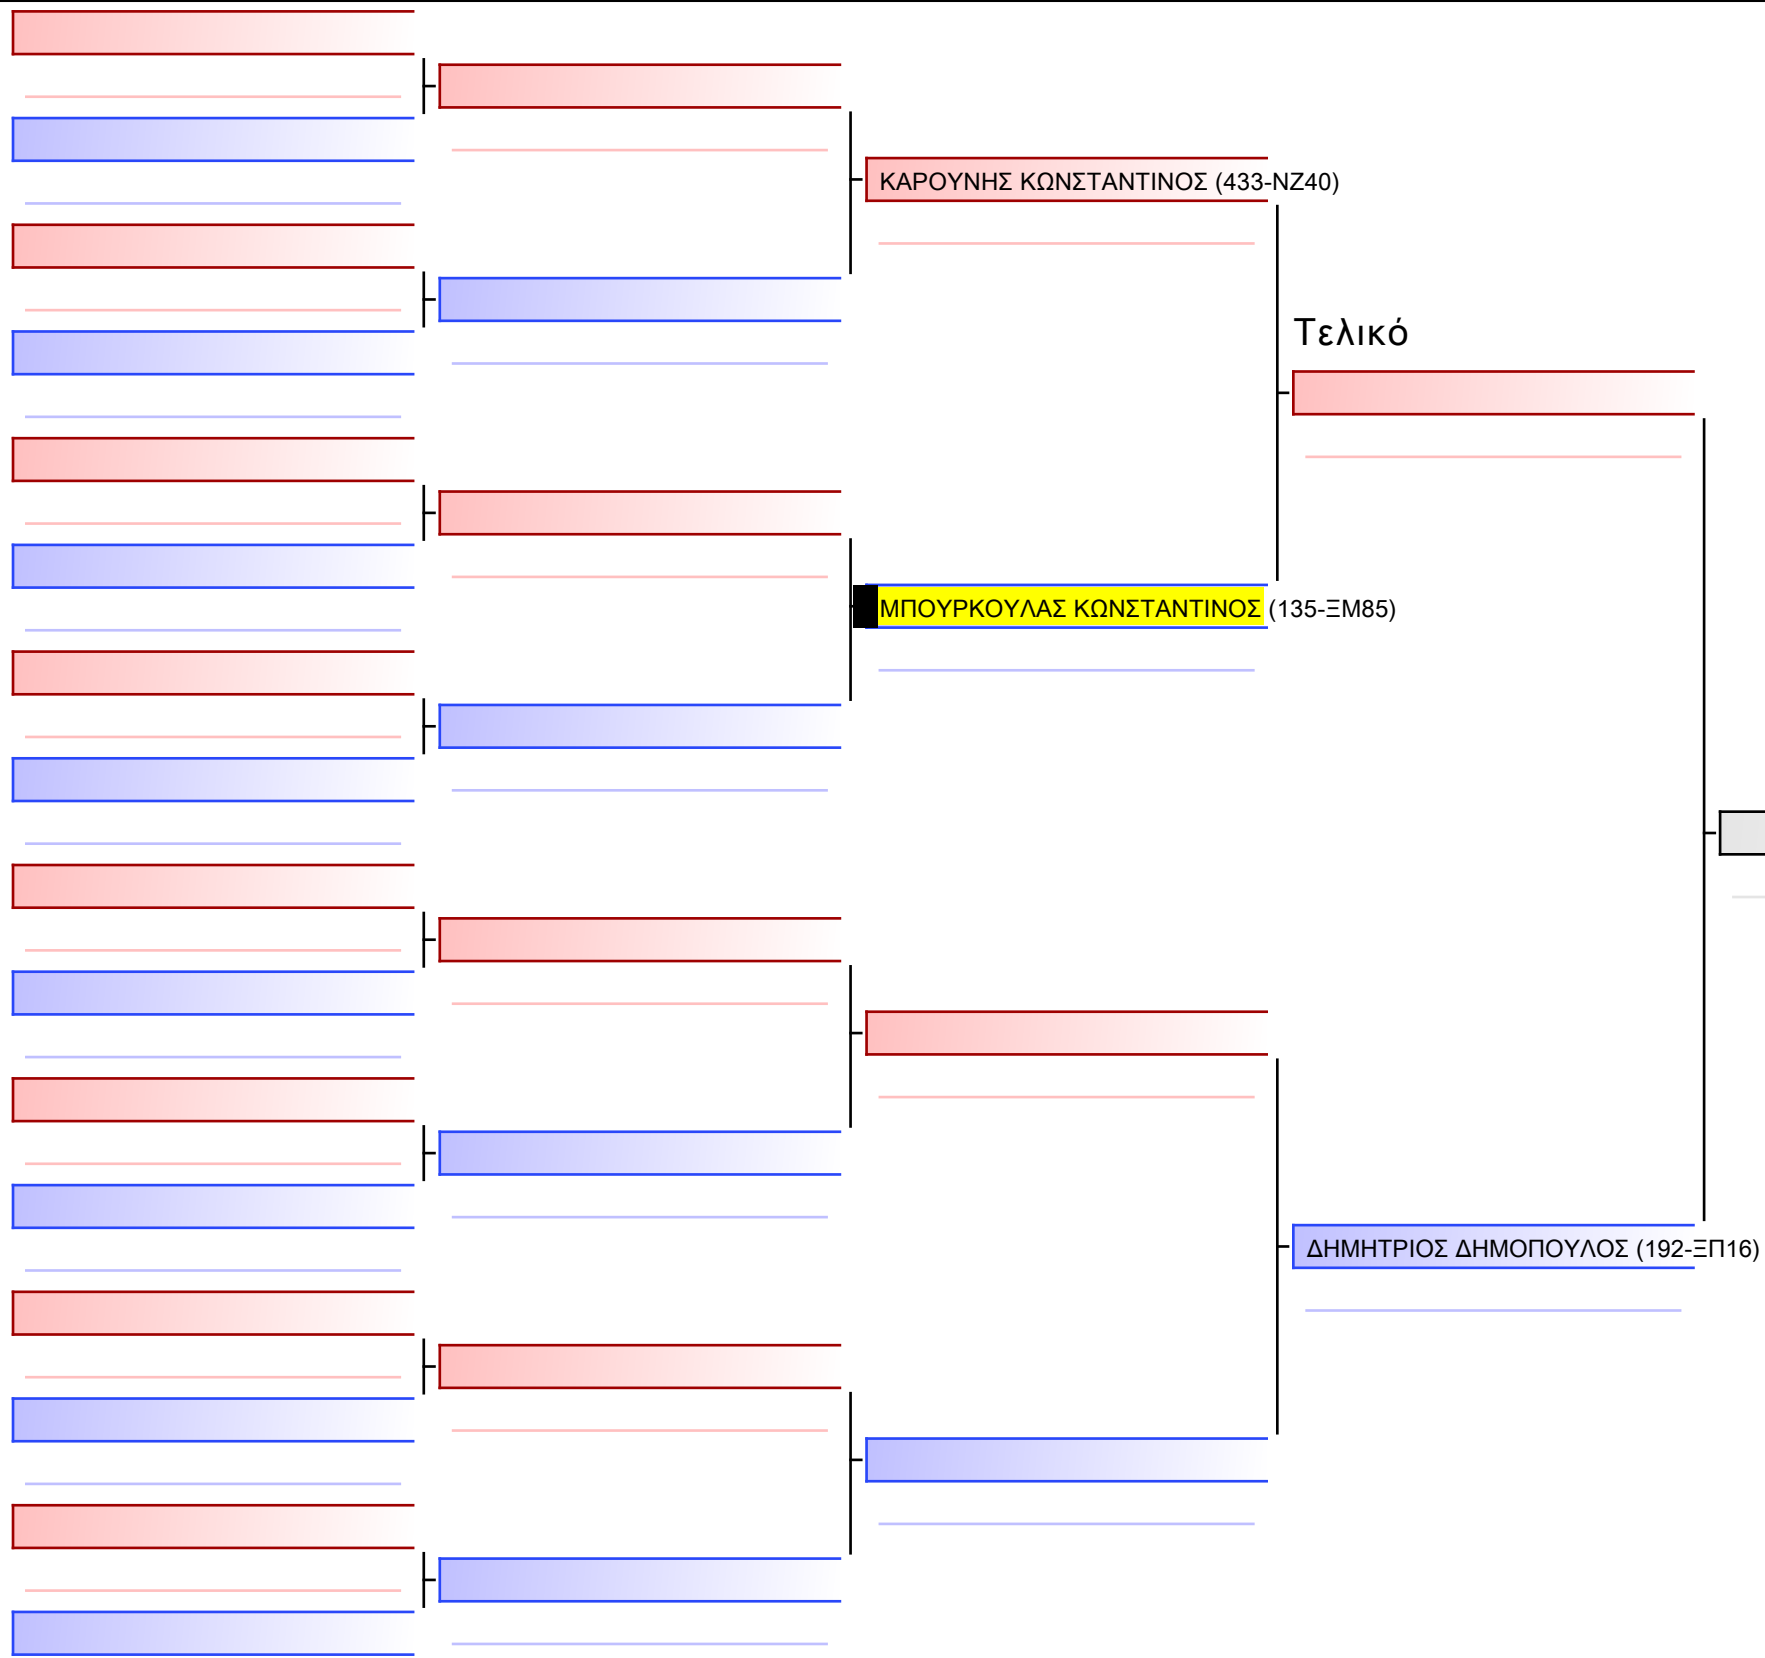 ΚΑΡΟΥΝΗΣ ΚΩΝΣΤΑΝΤΙΝΟΣ (433-ΝΖ40)
Τελικό
ΜΠΟΥΡΚΟΥΛΑΣ ΚΩΝΣΤΑΝΤΙΝΟΣ (135-ΞΜ85)
ΔΗΜΗΤΡΙΟΣ ΔΗΜΟΠΟΥΛΟΣ (192-ΞΠ16)